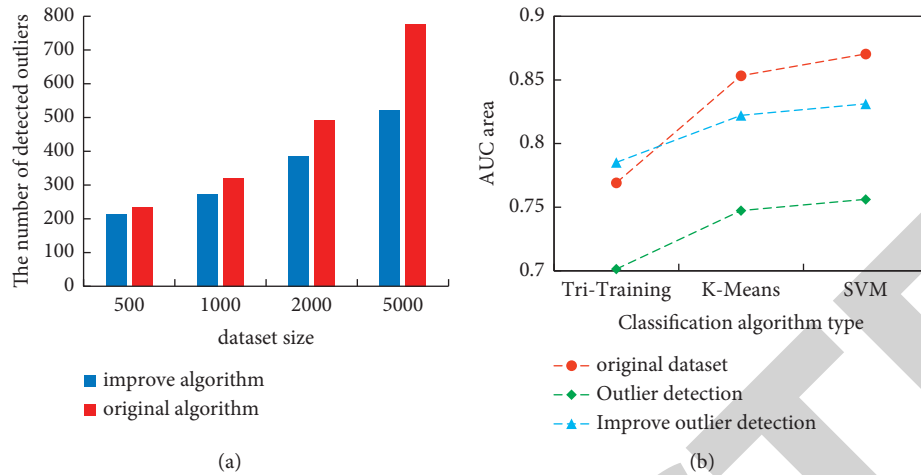 The number of detected outliers
800
700
600
500
400
300
200
100
0
500 1000 2000 5000
dataset size
improve algorithm
original algorithm
(a)
AUC area
0.9
0.85
0.8
0.75
0.7
Tri-Training K-Means SVM
Classification algorithm type
original dataset
Outlier detection
Improve outlier detection
(b)